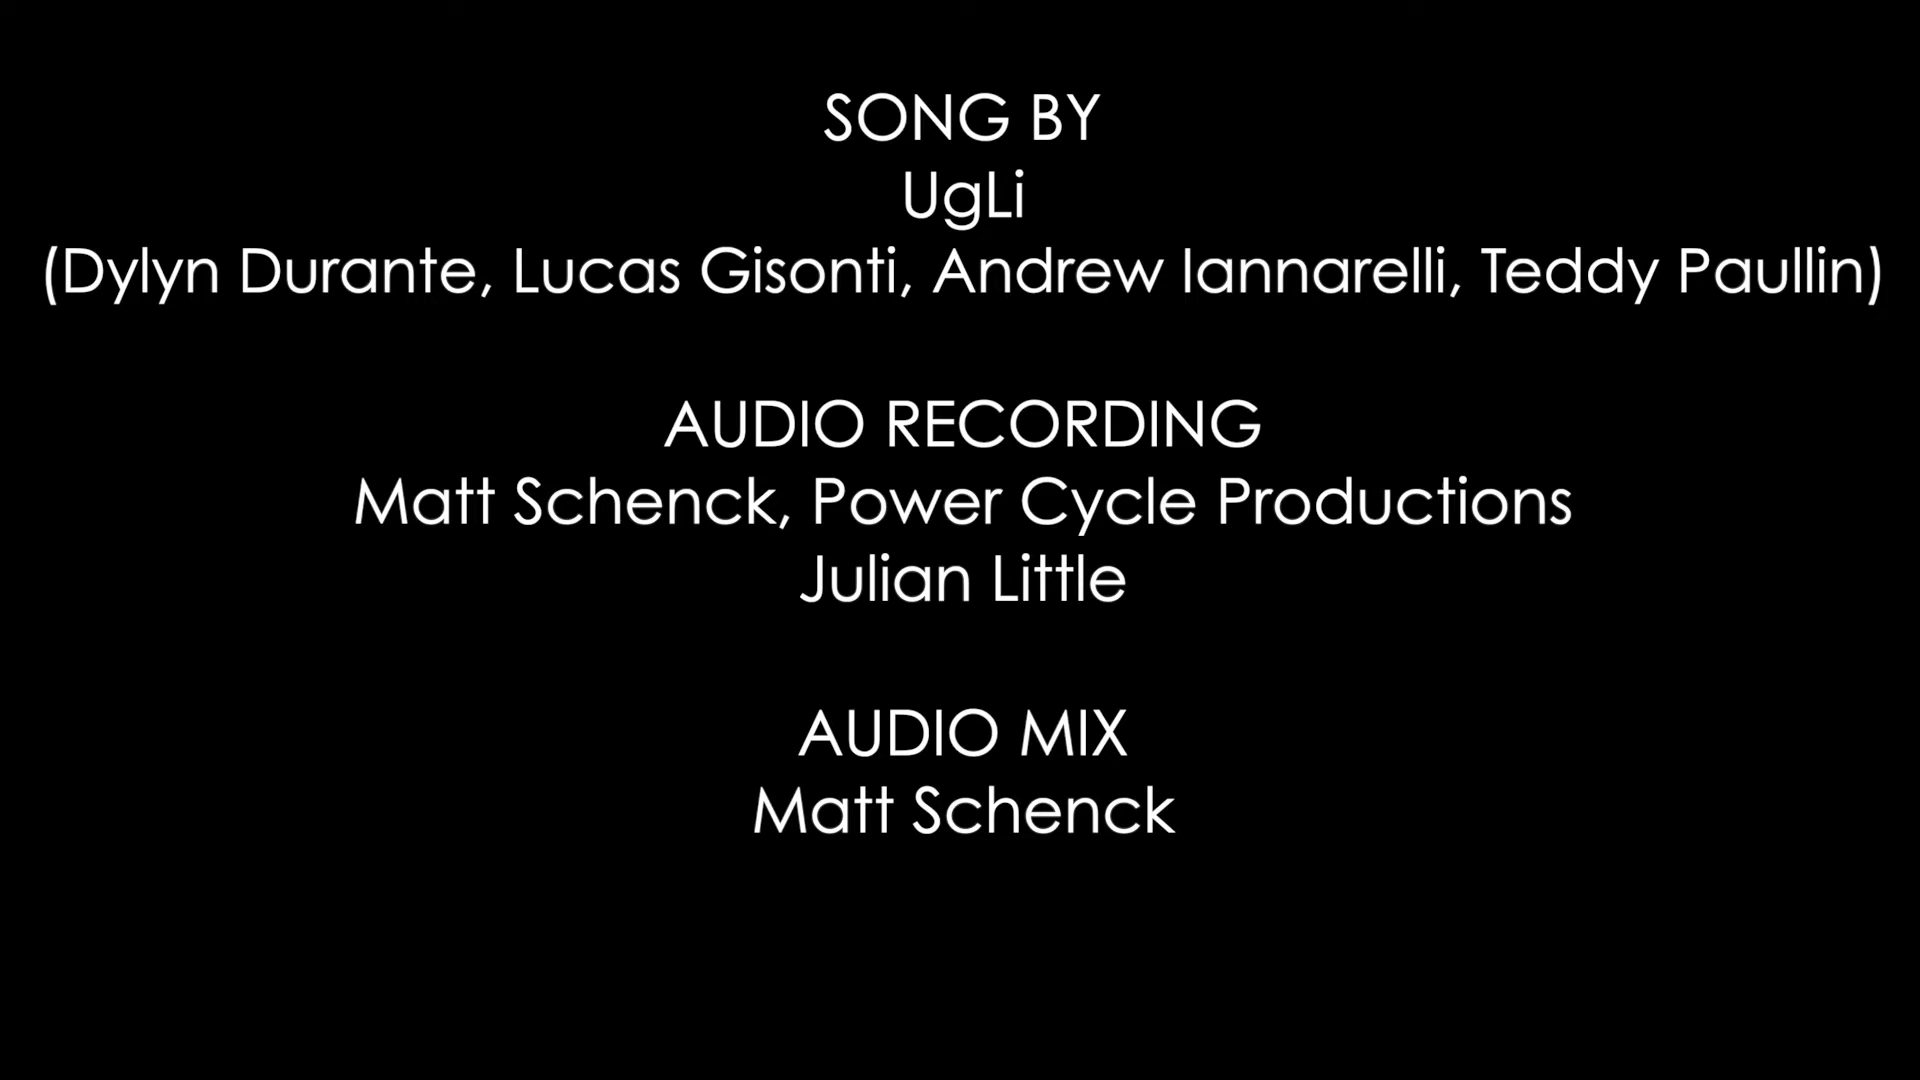 SONG BY
UgLi
(Dylyn Durante, Lucas Gisonti, Andrew Iannarelli, Teddy Paullin)
AUDIO RECORDING
Matt Schenck, Power Cycle Productions
Julian Little
AUDIO MIX
Matt Schenck